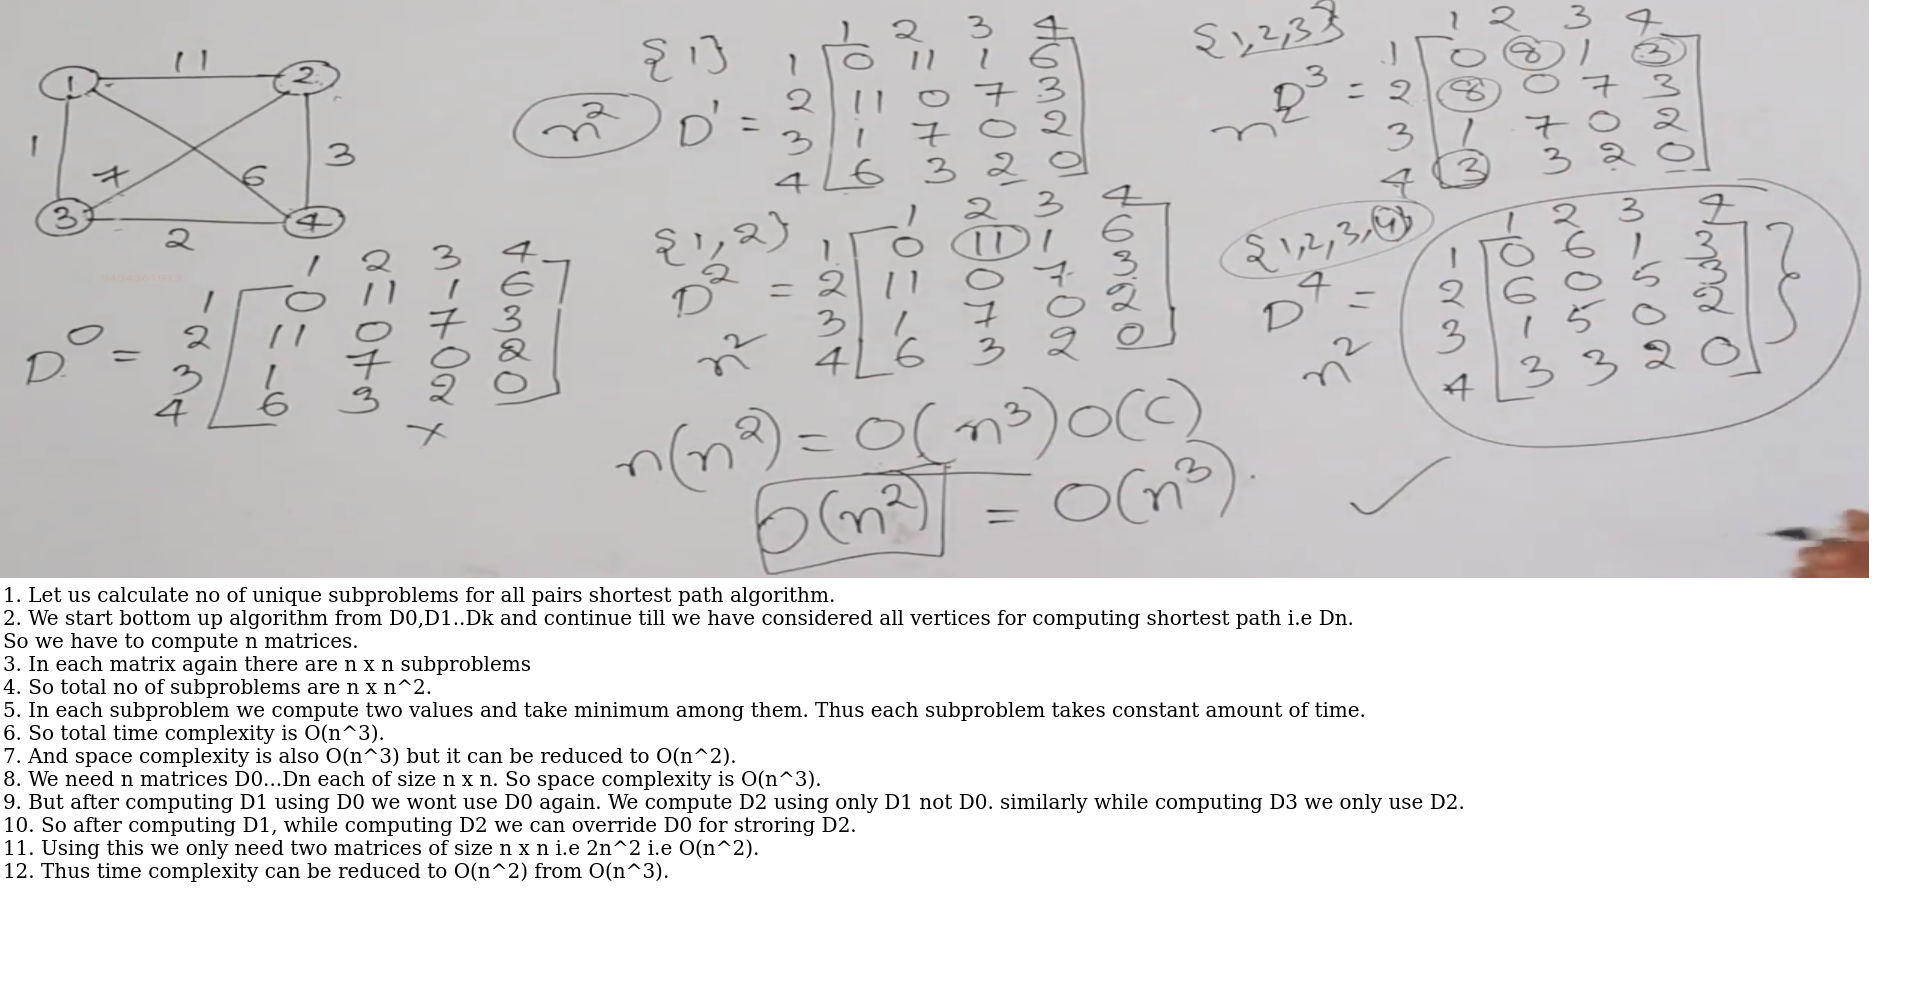 1 11 2
1 7 6 3
3 2 4
D⁰ =
1 2 3 4
1 0 11 1 6
2 11 0 7 3
3 1 7 0 2
4 6 3 2 0
x
{1}
n²
D¹ =
1 2 3 4
1 0 11 1 6
2 11 0 7 3
3 1 7 0 2
4 6 3 2 0
{1,2}
D² =
n²
1 2 3 4
1 0 11 1 6
2 11 0 7 3
3 1 7 0 2
4 6 3 2 0
{1,2,3}
D³ =
n²
1 2 3 4
1 0 8 1 3
2 8 0 7 3
3 1 7 0 2
4 3 3 2 0
{1,2,3,4}
D⁴ =
n²
1 2 3 4
1 0 6 1 3
2 6 0 5 3
3 1 5 0 2
4 3 3 2 0
n(n²) = O(n³) O(C)
O(n²) = O(n³).
1. Let us calculate no of unique subproblems for all pairs shortest path algorithm.
2. We start bottom up algorithm from D0,D1..Dk and continue till we have considered all vertices for computing shortest path i.e Dn.
So we have to compute n matrices.
3. In each matrix again there are n x n subproblems
4. So total no of subproblems are n x n^2.
5. In each subproblem we compute two values and take minimum among them. Thus each subproblem takes constant amount of time.
6. So total time complexity is O(n^3).
7. And space complexity is also O(n^3) but it can be reduced to O(n^2).
8. We need n matrices D0...Dn each of size n x n. So space complexity is O(n^3).
9. But after computing D1 using D0 we wont use D0 again. We compute D2 using only D1 not D0. similarly while computing D3 we only use D2.
10. So after computing D1, while computing D2 we can override D0 for stroring D2.
11. Using this we only need two matrices of size n x n i.e 2n^2 i.e O(n^2).
12. Thus time complexity can be reduced to O(n^2) from O(n^3).